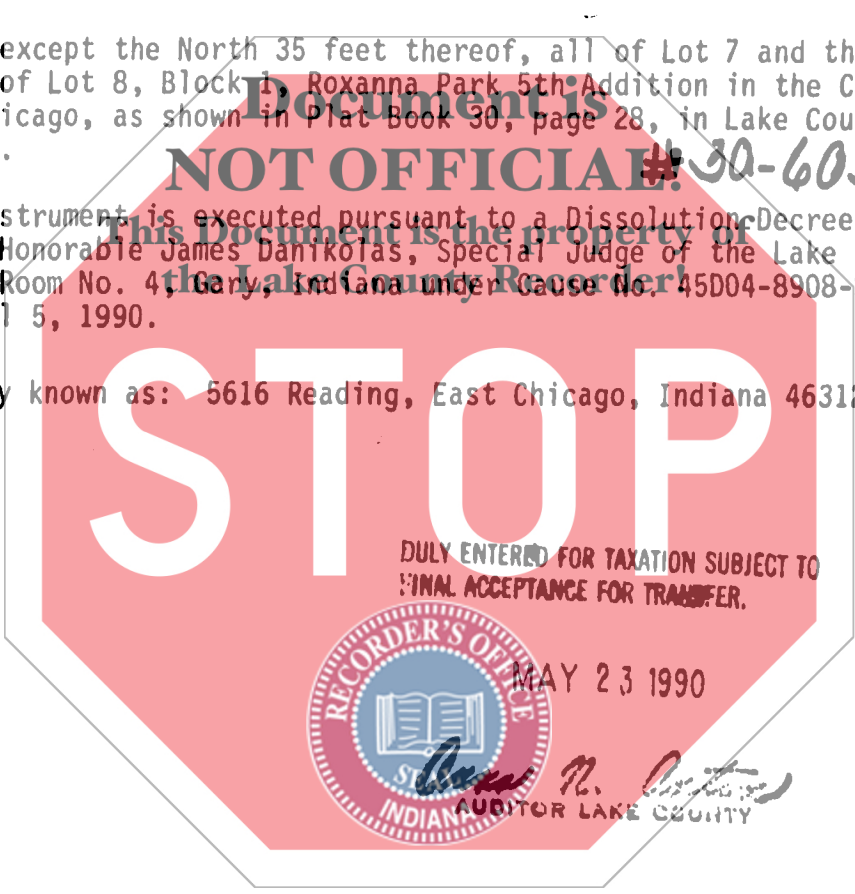 except the North 35 feet thereof, all of Lot 7 and th
of Lot 8, Block 1, Roxanna Park 5th Addition in the C
icago, as shown in Plat Book 30, page 28, in Lake Cou
.
Document is
NOT OFFICIAL!
#30-60
strument is executed pursuant to a Dissolution Decree
Honorable James Danikolas, Special Judge of the Lake
Room No. 4, Gary, Indiana under Cause No. 45D04-8908-
l 5, 1990.
This Document is the property of
the Lake County Recorder!
y known as: 5616 Reading, East Chicago, Indiana 46312
STOP
DULY ENTERED FOR TAXATION SUBJECT TO
FINAL ACCEPTANCE FOR TRANSFER.
RECORDER'S OFFICE
SEAL
INDIANA
MAY 23 1990
AUDITOR LAKE COUNTY